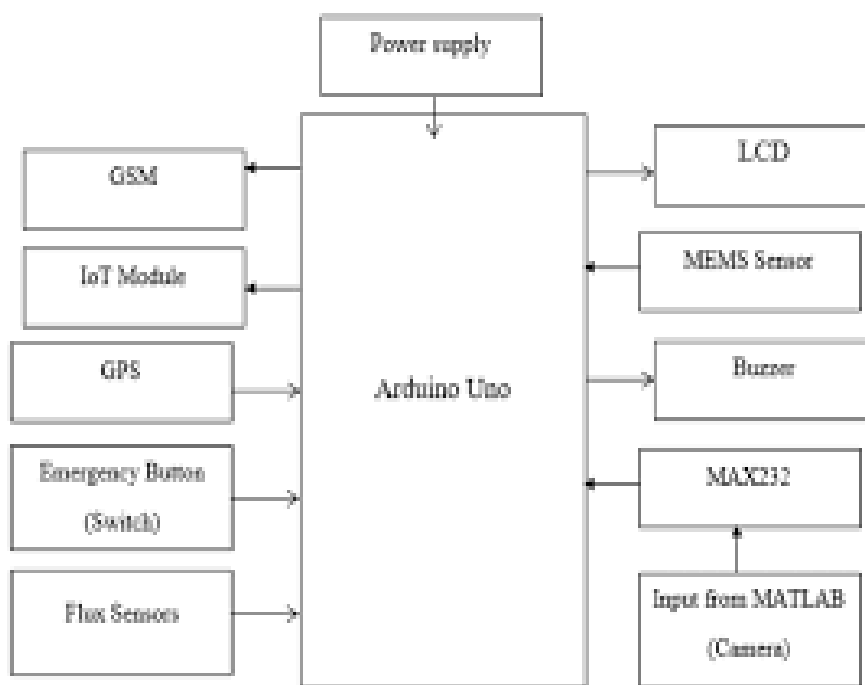 Power supply
GSM
LCD
IoT Module
MEMS Sensor
GPS
Arduino Uno
Buzzer
Emergency Button
(Switch)
MAX232
Flux Sensors
Input from MATLAB
(Camera)